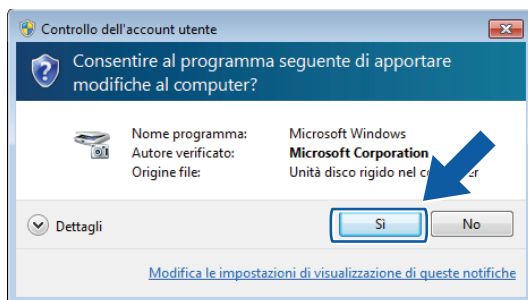 Controllo dell'account utente
Consentire al programma seguente di apportare
modifiche al computer?
Nome programma: Microsoft Windows
Autore verificato: Microsoft Corporation
Origine file: Unità disco rigido nel
Dettagli
Sì No
Modifica le impostazioni di visualizzazione di queste notifiche